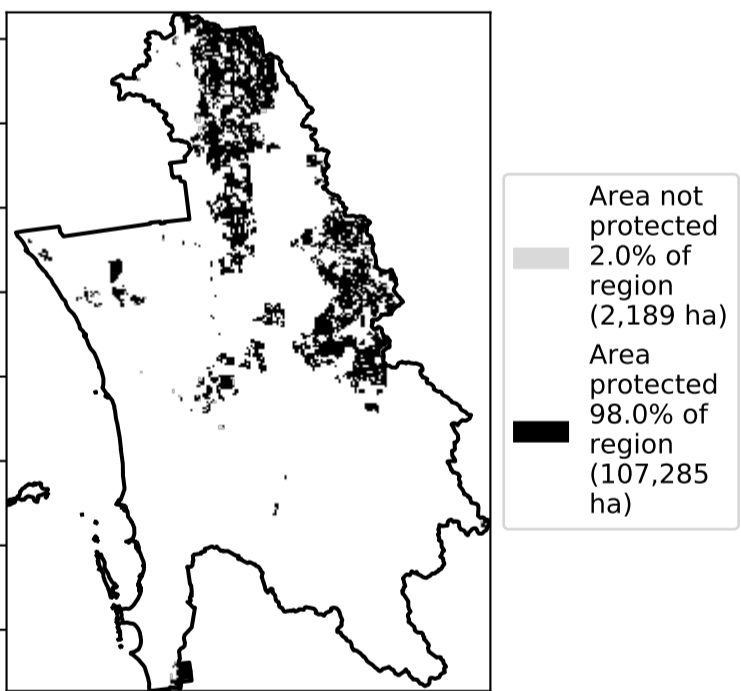 Area not
protected
2.0% of
region
(2,189 ha)
Area
protected
98.0% of
region
(107,285
ha)